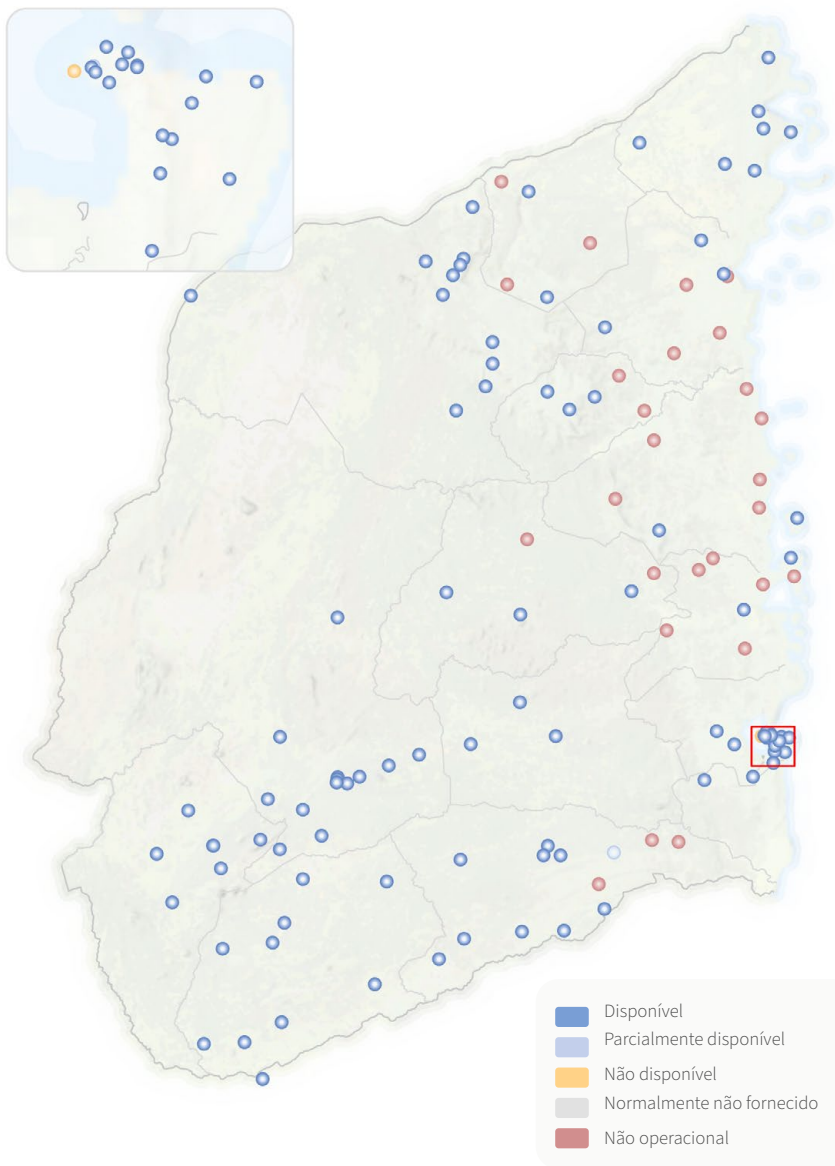 Disponível
Parcialmente disponível
Não disponível
Normalmente não fornecido
Não operacional